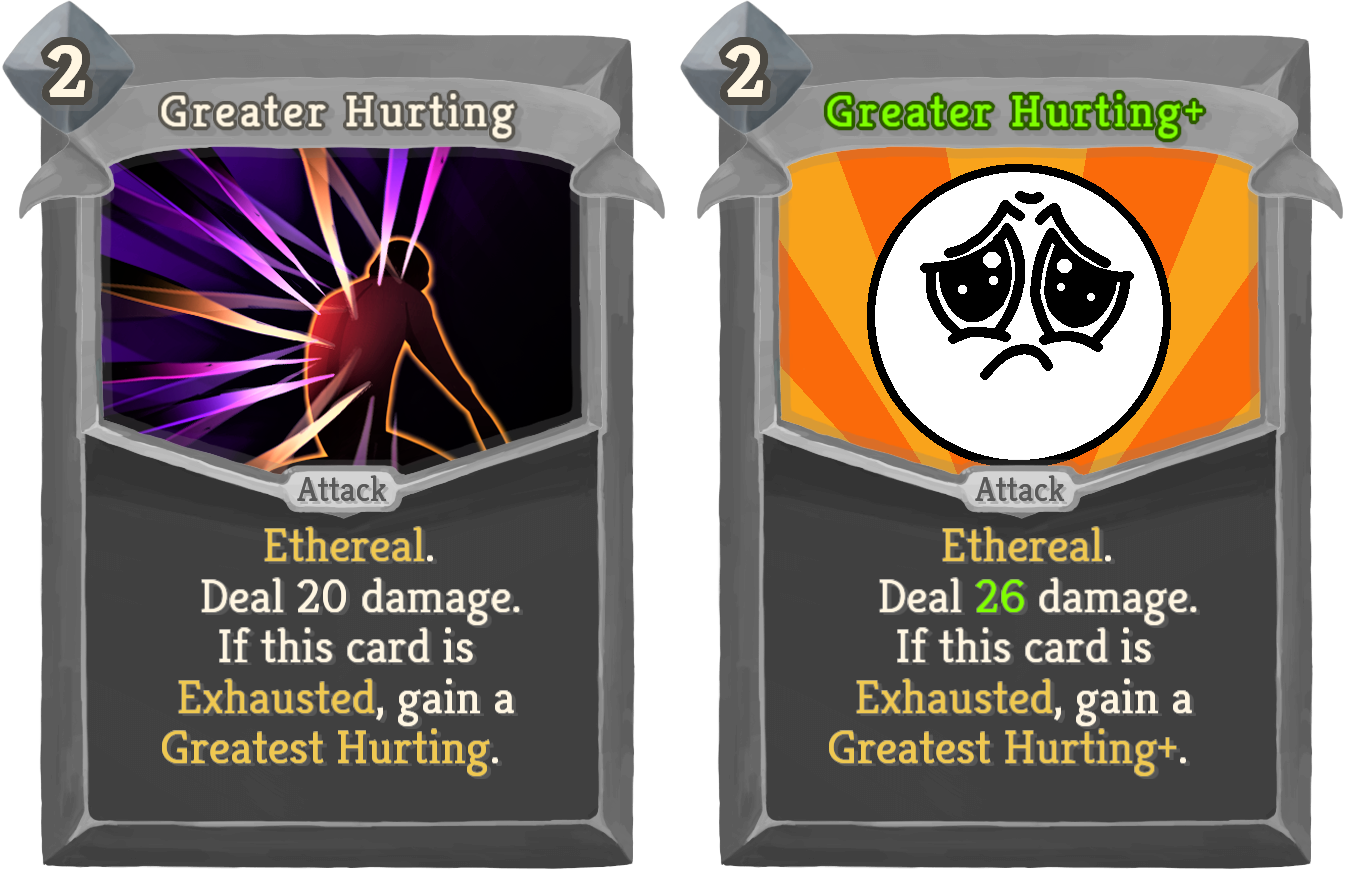 2
Greater Hurting
Attack
Ethereal.
Deal 20 damage.
If this card is
Exhausted, gain a
Greatest Hurting.
2
Greater Hurting+
Attack
Ethereal.
Deal 26 damage.
If this card is
Exhausted, gain a
Greatest Hurting+.